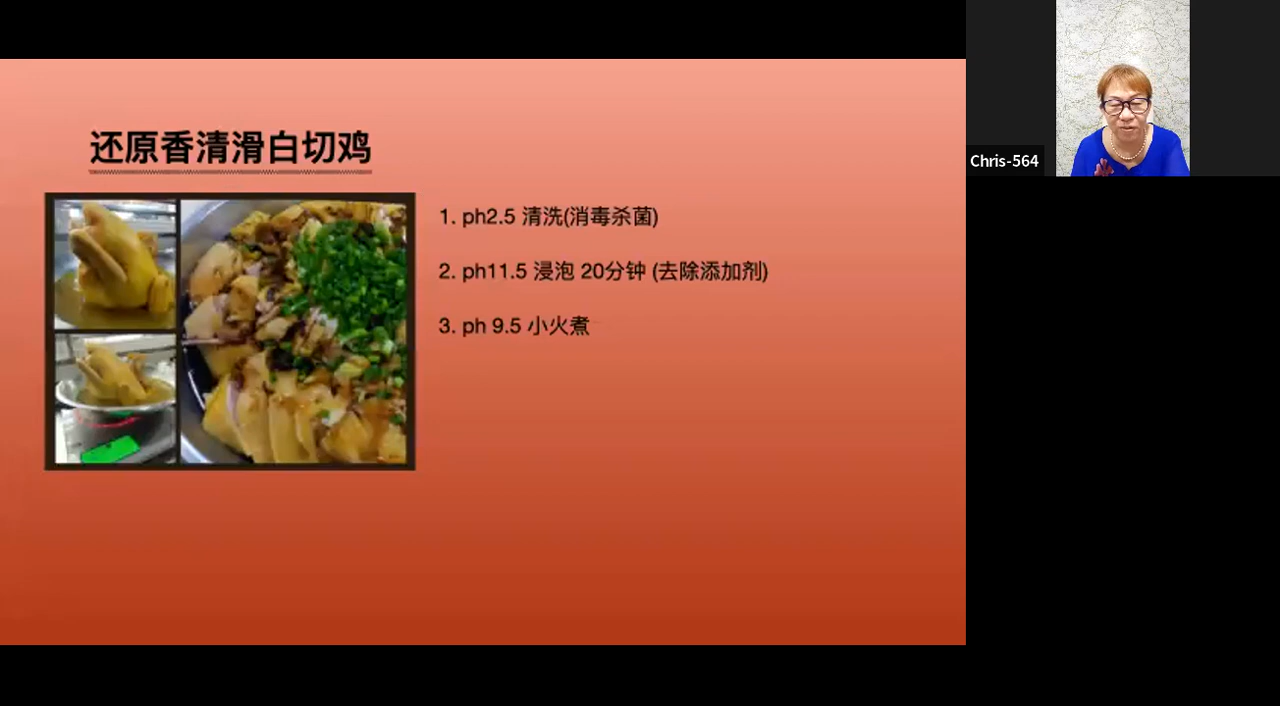 还原香清滑白切鸡
1. ph2.5 清洗(消毒杀菌)
2. ph11.5 浸泡 20分钟 (去除添加剂)
3. ph 9.5 小火煮
Chris-564